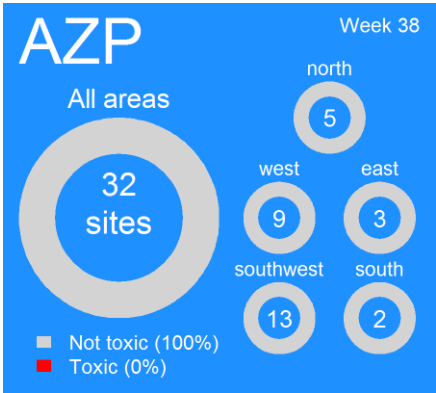 AZP
Week 38
All areas
32
sites
north
5
west
9
east
3
southwest
13
south
2
Not toxic (100%)
Toxic (0%)